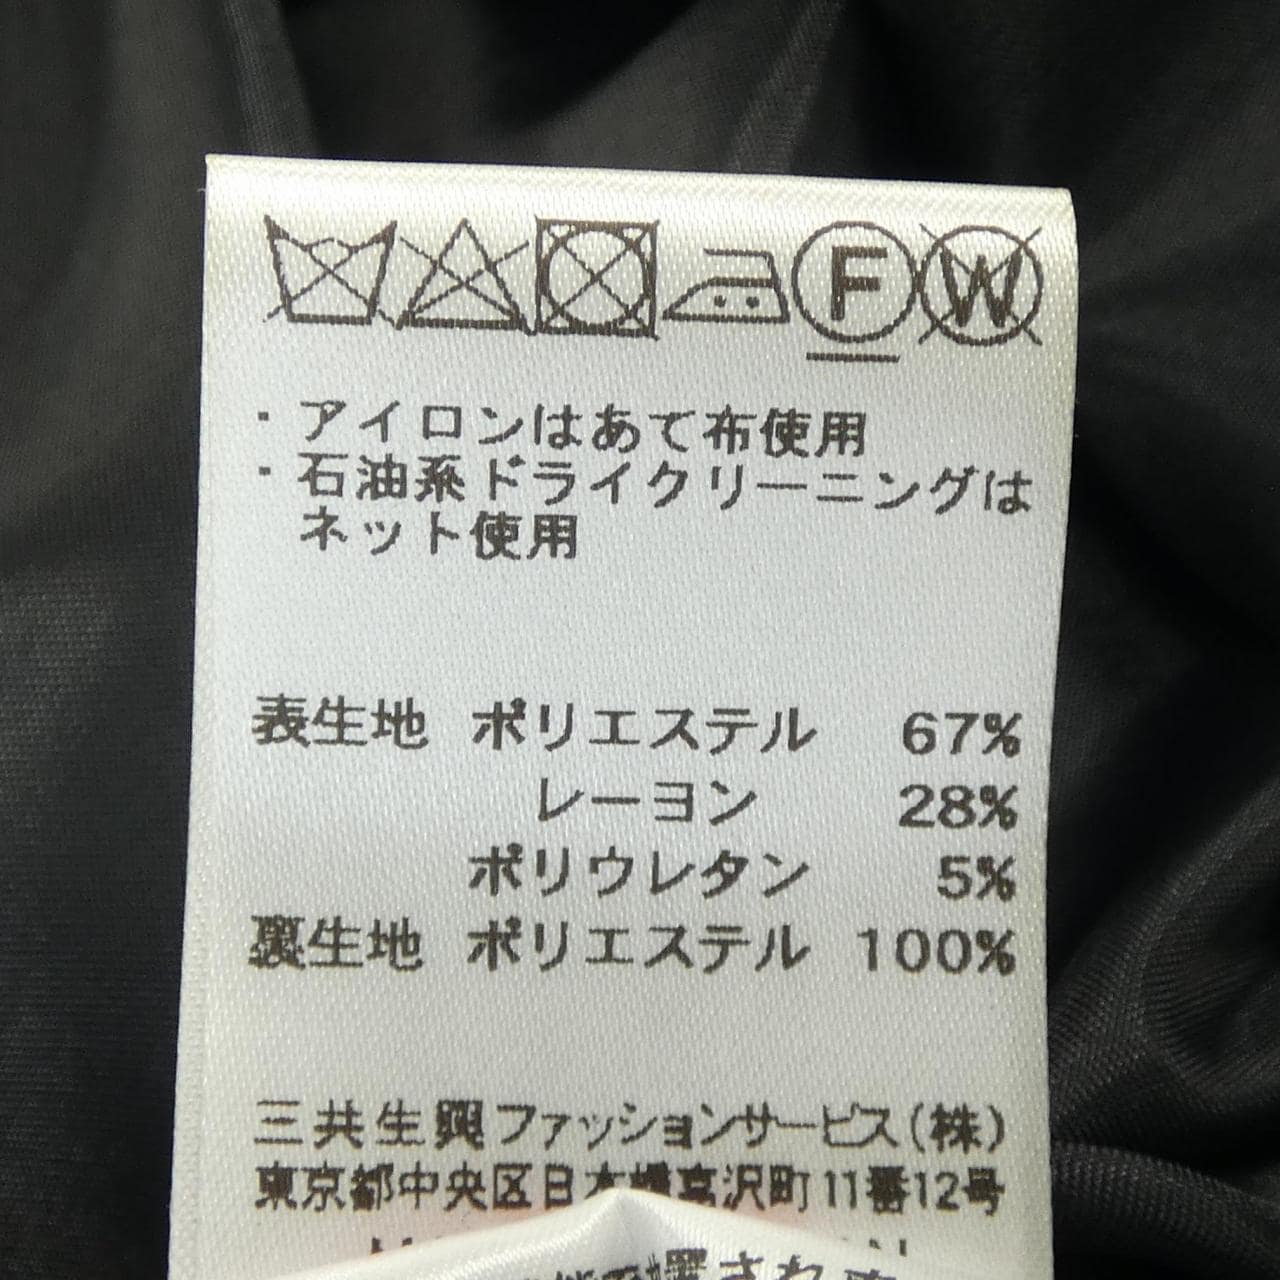 F W
・アイロンはあて布使用
・石油系ドライクリーニングは
ネット使用
表生地 ポリエステル 67%
レーヨン 28%
ポリウレタン 5%
裏生地 ポリエステル 100%
三共生興ファッションサービス(株)
東京都中央区日本橋高沢町11番12号